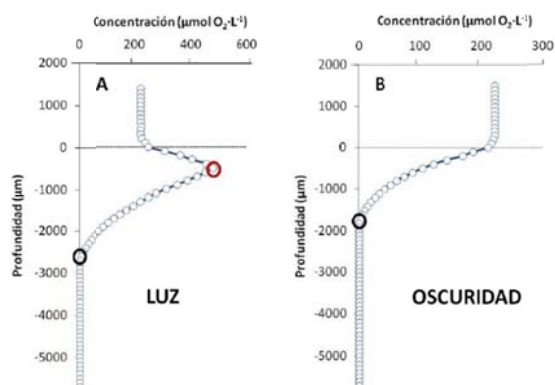 Concentración (µmol O₂·L⁻¹)
0 200 400 600
2000
1000
0
-1000
-2000
-3000
-4000
-5000
Profundidad (µm)
A
LUZ
Concentración (µmol O₂·L⁻¹)
0 100 200 300
2000
1000
0
-1000
-2000
-3000
-4000
-5000
Profundidad (µm)
B
OSCURIDAD